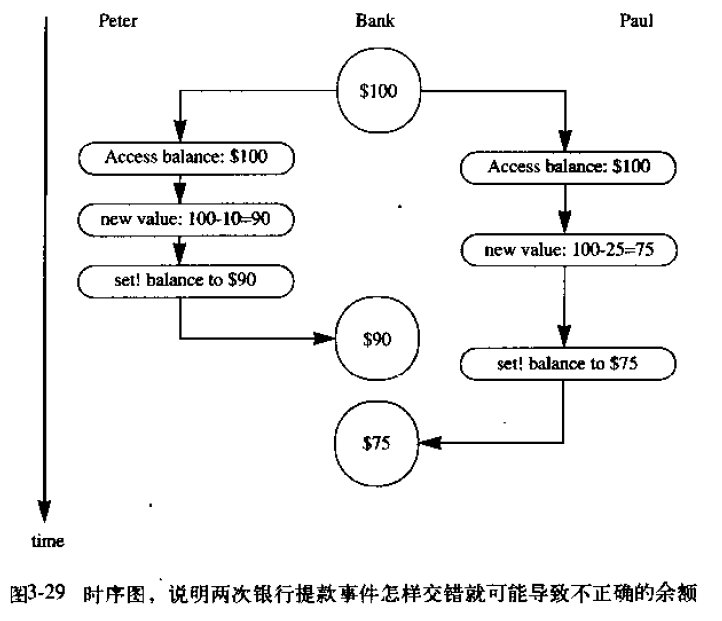 Peter Bank Paul
$100
Access balance: $100
Access balance: $100
new value: 100-10=90
new value: 100-25=75
set! balance to $90
$90
set! balance to $75
$75
time
图3-29 时序图，说明两次银行提款事件怎样交错就可能导致不正确的余额